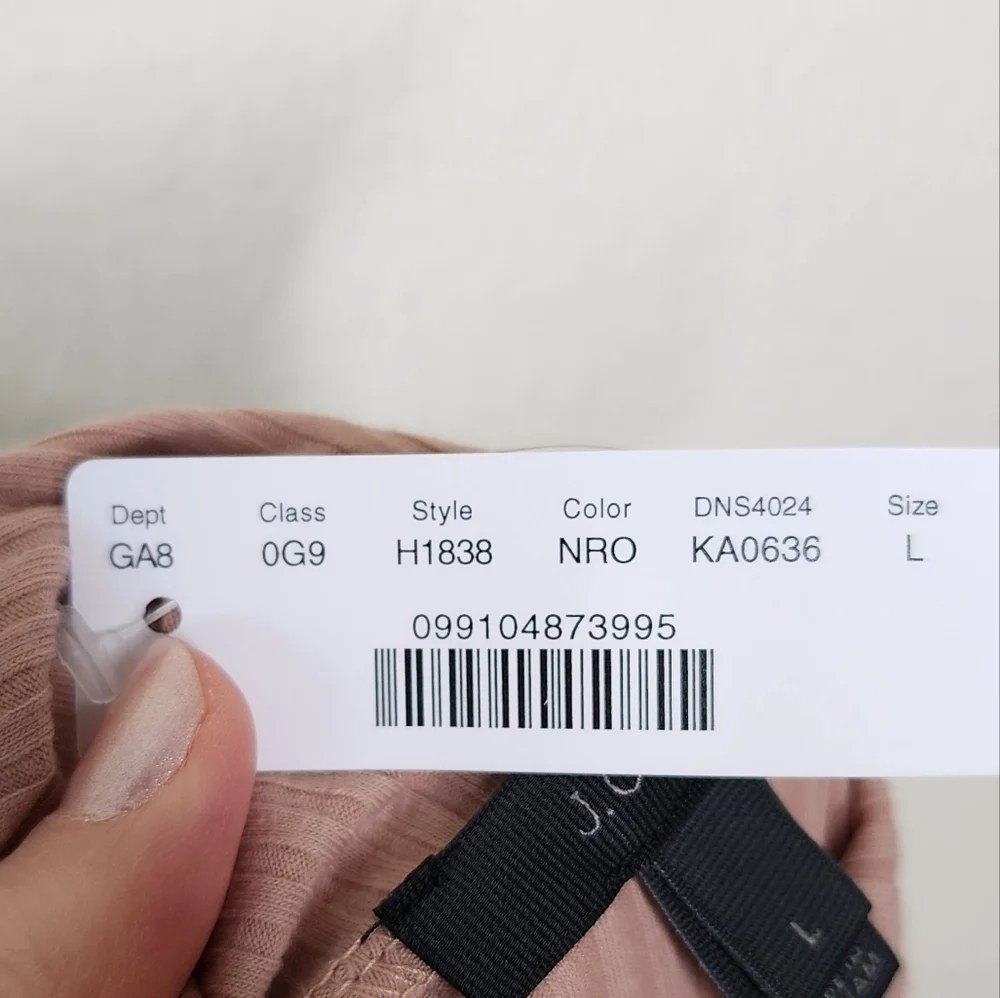 Dept Class Style Color DNS4024 Size
GA8 0G9 H1838 NRO KA0636 L
099104873995
J.C
L